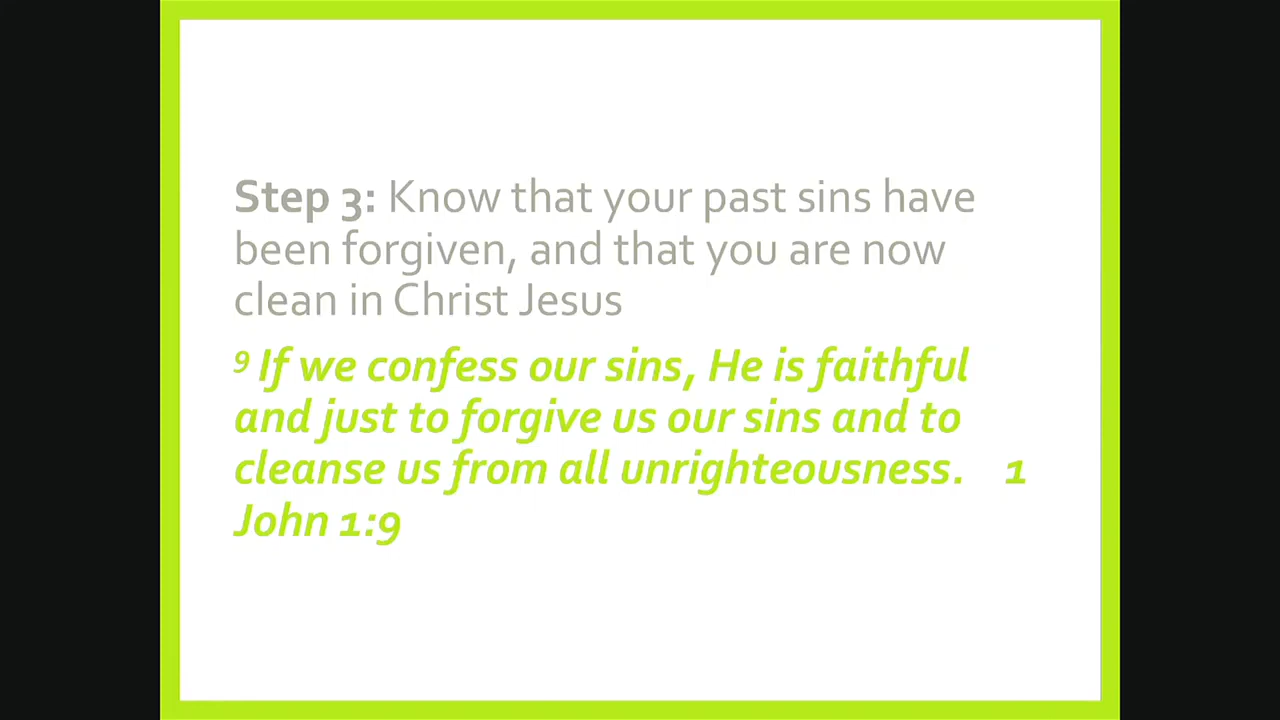 Step 3: Know that your past sins have
been forgiven, and that you are now
clean in Christ Jesus
9 If we confess our sins, He is faithful
and just to forgive us our sins and to
cleanse us from all unrighteousness. 1
John 1:9